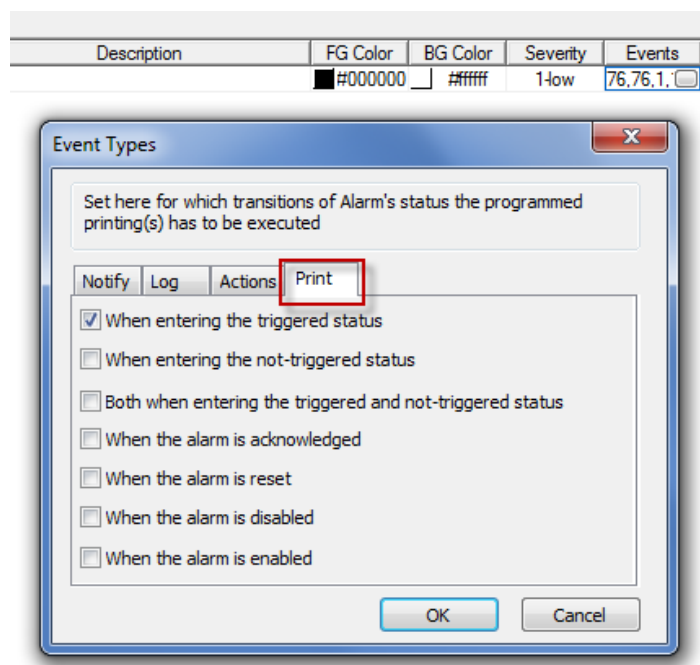 Description FG Color BG Color Severity Events
#000000 #ffffff 1-low 76,76,1,
Event Types
Set here for which transitions of Alarm's status the programmed
printing(s) has to be executed
Notify Log Actions Print
When entering the triggered status
When entering the not-triggered status
Both when entering the triggered and not-triggered status
When the alarm is acknowledged
When the alarm is reset
When the alarm is disabled
When the alarm is enabled
OK Cancel